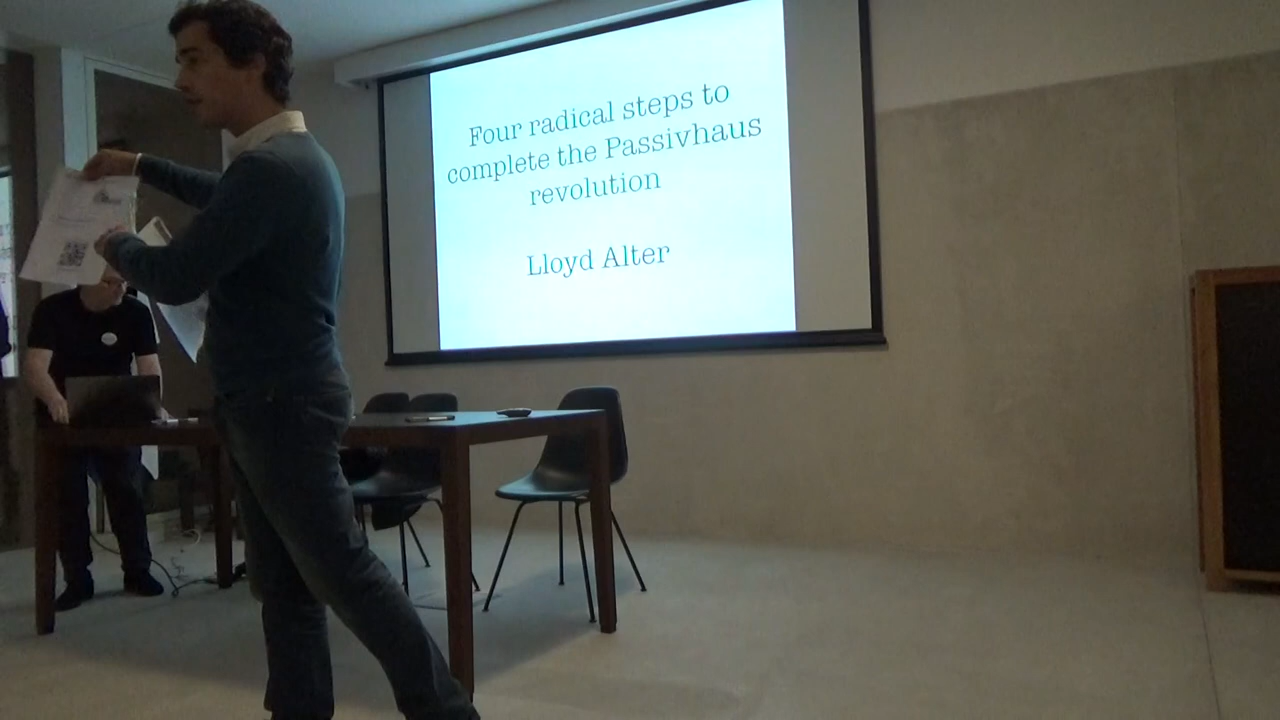 Four radical steps to
complete the Passivhaus
revolution
Lloyd Alter